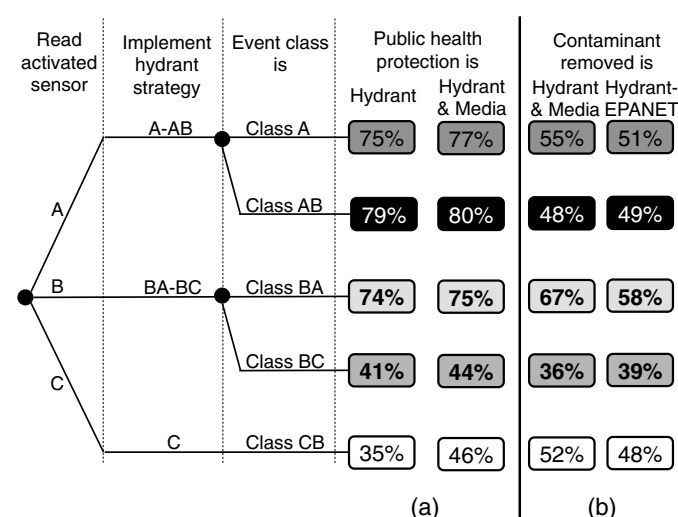 Read
activated
sensor
Implement
hydrant
strategy
Event class
is
Public health
protection is
Hydrant
Hydrant
& Media
Contaminant
removed is
Hydrant
& Media
Hydrant-
EPANET
A
A-AB
Class A
75%
77%
55%
51%
Class AB
79%
80%
48%
49%
B
BA-BC
Class BA
74%
75%
67%
58%
Class BC
41%
44%
36%
39%
C
C
Class CB
35%
46%
52%
48%
(a)
(b)